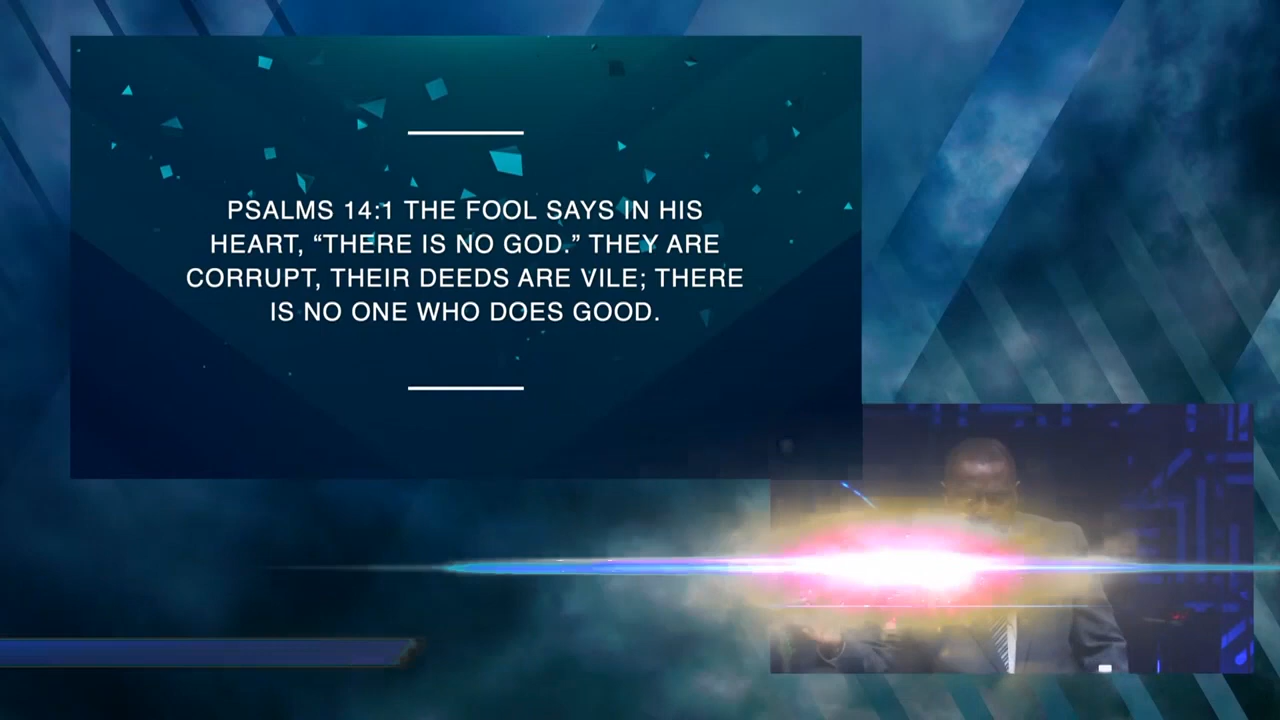 PSALMS 14:1 THE FOOL SAYS IN HIS
HEART, “THERE IS NO GOD.” THEY ARE
CORRUPT, THEIR DEEDS ARE VILE; THERE
IS NO ONE WHO DOES GOOD.